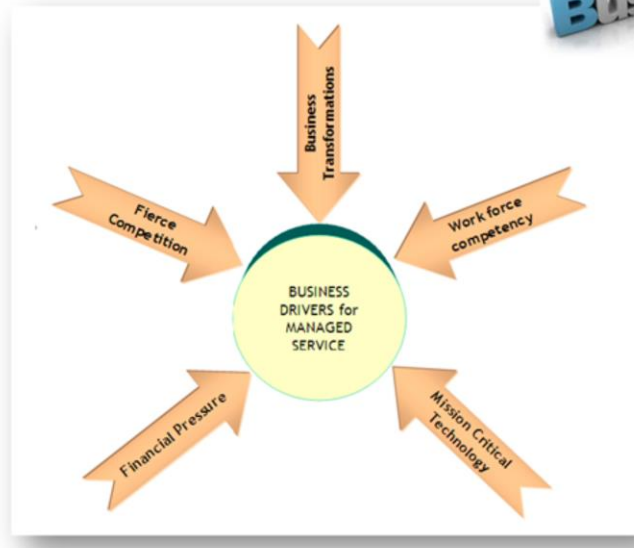 Business
Transformations
Fierce
Competition
Work force
competency
BUSINESS
DRIVERS for
MANAGED
SERVICE
Financial Pressure
Mission Critical
Technology